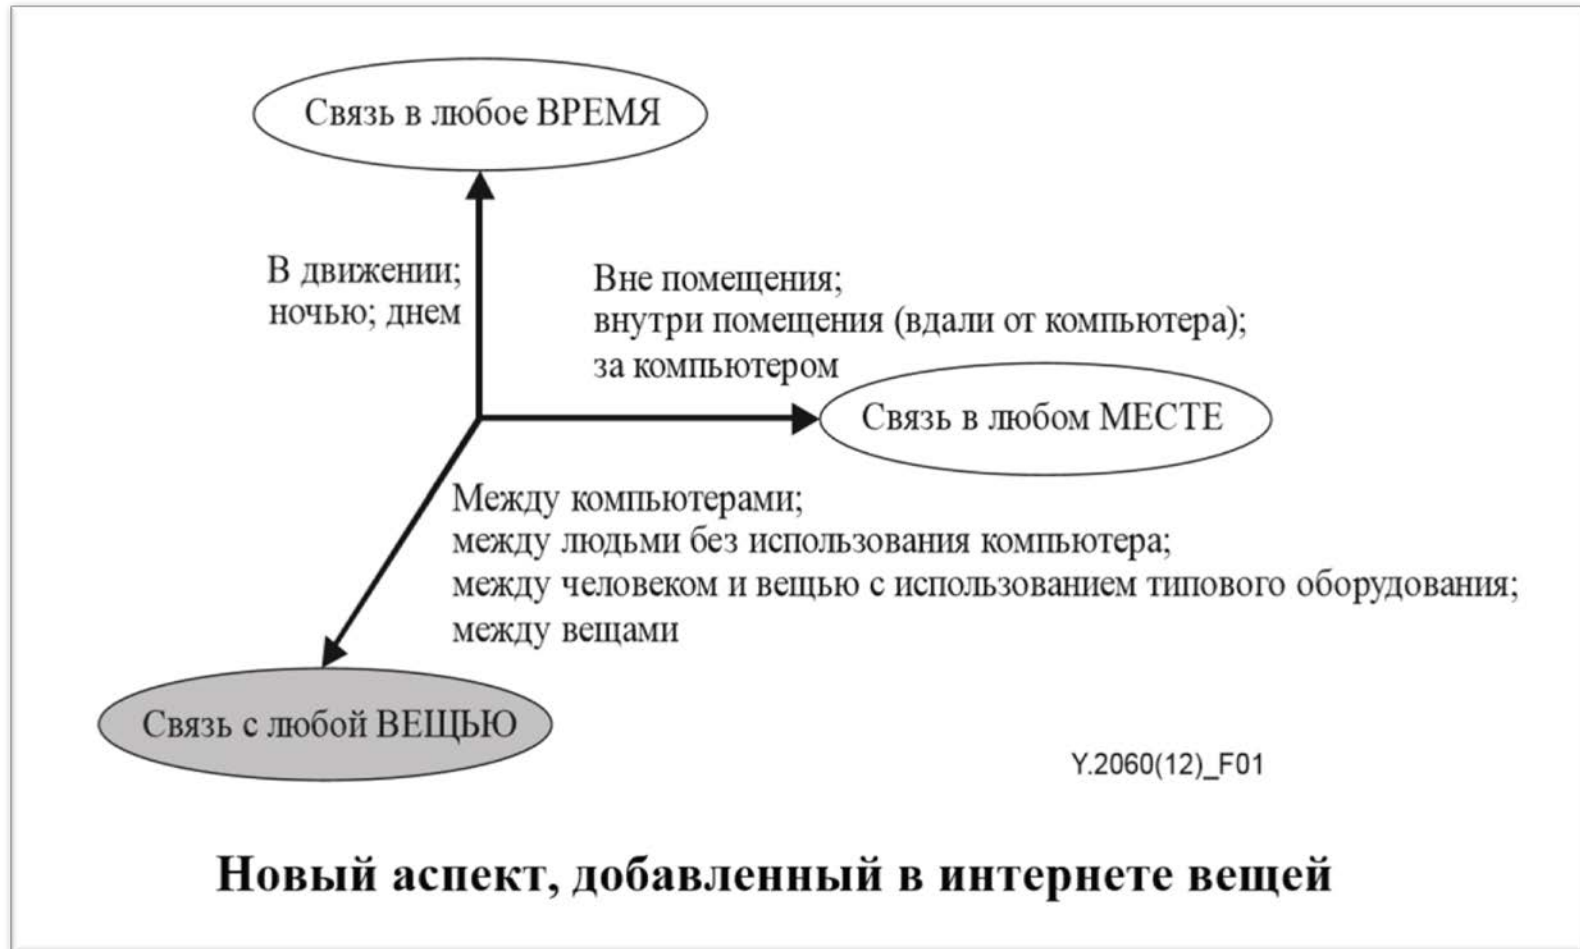 Связь в любое ВРЕМЯ
В движении;
ночью; днем
Вне помещения;
внутри помещения (вдали от компьютера);
за компьютером
Связь в любом МЕСТЕ
Между компьютерами;
между людьми без использования компьютера;
между человеком и вещью с использованием типового оборудования;
между вещами
Связь с любой ВЕЩЬЮ
Y.2060(12)_F01
Новый аспект, добавленный в интернете вещей